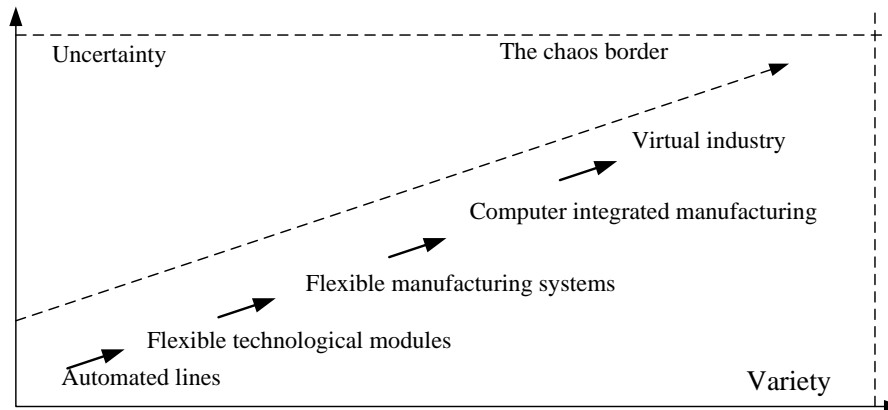 Uncertainty
The chaos border
Virtual industry
Computer integrated manufacturing
Flexible manufacturing systems
Flexible technological modules
Automated lines
Variety